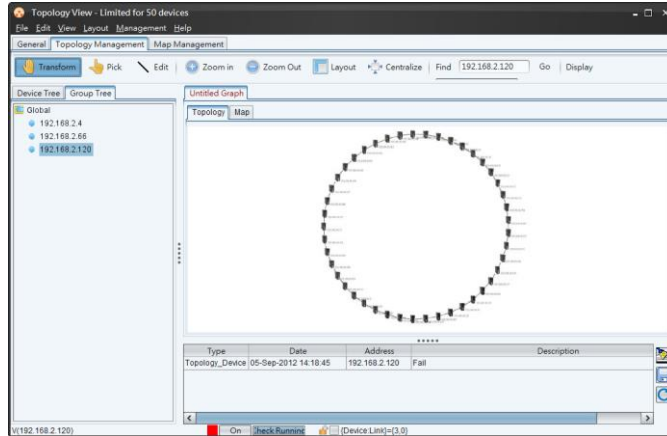 Topology View - Limited for 50 devices
File Edit View Layout Management Help
General Topology Management Map Management
Transform Pick Edit Zoom in Zoom Out Layout Centralize Find 192.168.2.120 Go Display
Device Tree Group Tree
Untitled Graph
Global
Topology Map
192.168.2.4
192.168.2.66
192.168.2.120
Type Date Address Description
Topology_Device 05-Sep-2012 14:18:45 192.168.2.120 Fail
V(192.168.2.120) On Check Running {Device:Link}={3,0}